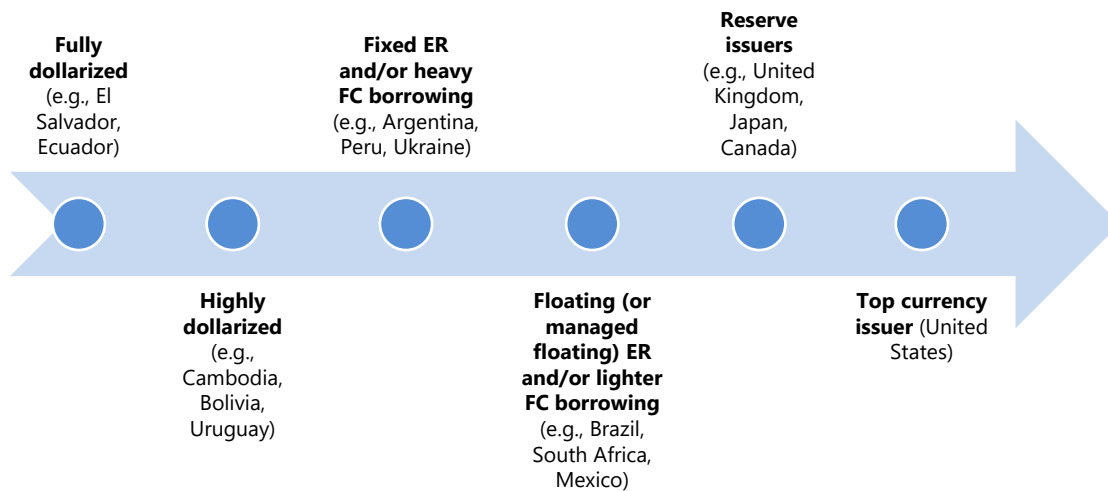 Fully
dollarized
(e.g., El
Salvador,
Ecuador)
Highly
dollarized
(e.g.,
Cambodia,
Bolivia,
Uruguay)
Fixed ER
and/or heavy
FC borrowing
(e.g., Argentina,
Peru, Ukraine)
Floating (or
managed
floating) ER
and/or lighter
FC borrowing
(e.g., Brazil,
South Africa,
Mexico)
Reserve
issuers
(e.g., United
Kingdom,
Japan,
Canada)
Top currency
issuer (United
States)